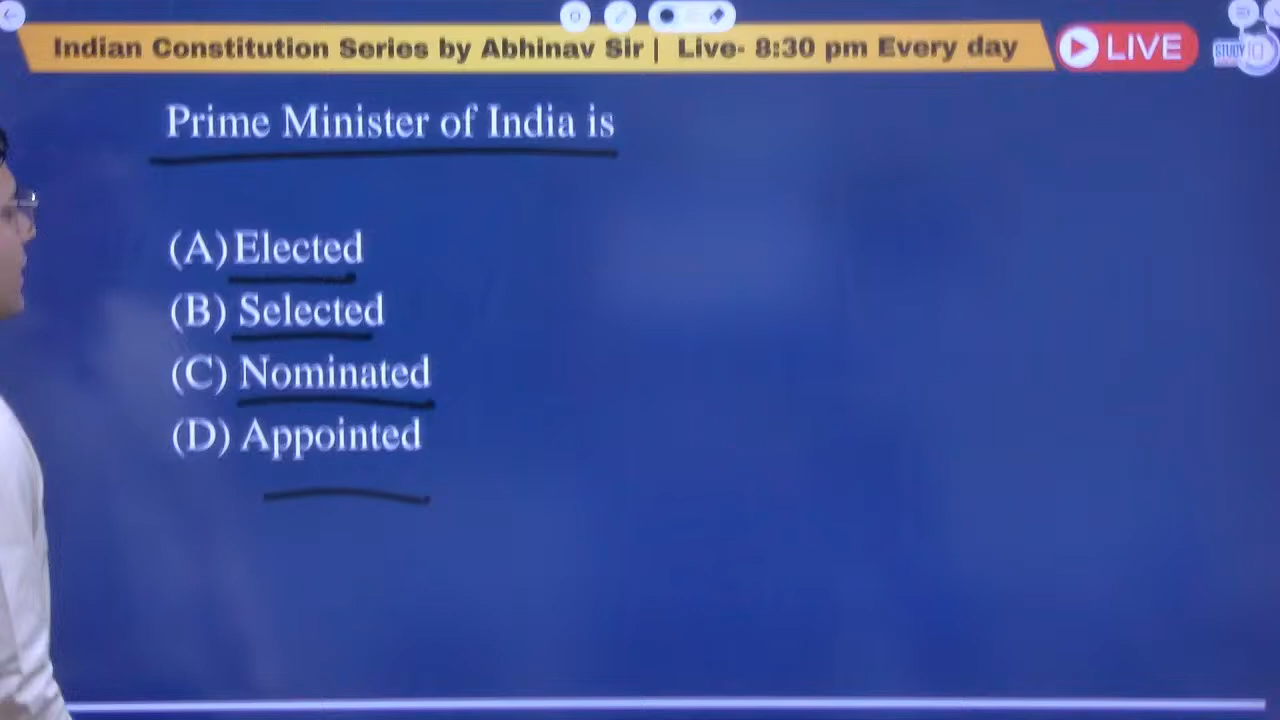 Indian Constitution Series by Abhinav Sir | Live- 8:30 pm Every day
LIVE
STUDY
Prime Minister of India is
(A) Elected
(B) Selected
(C) Nominated
(D) Appointed